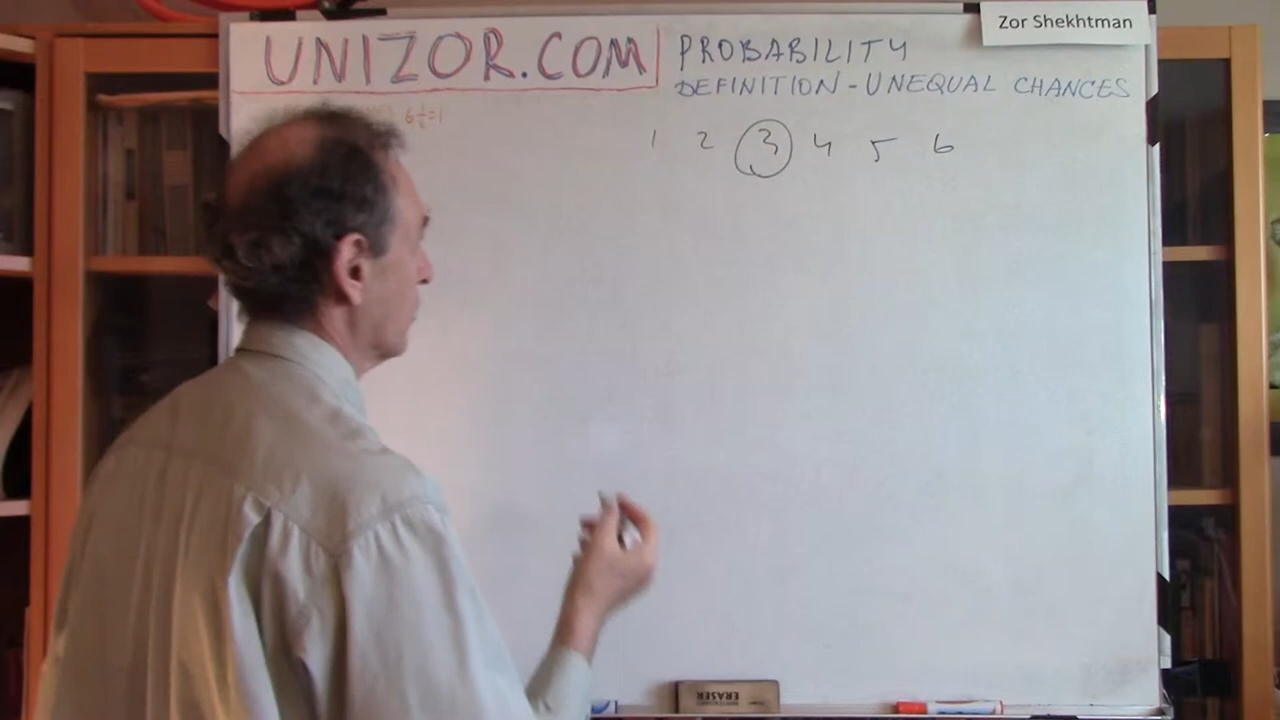 Zor Shekhtman
UNIZOR.COM
PROBABILITY
DEFINITION - UNEQUAL CHANCES
1 2 3 4 5 6
ERASER